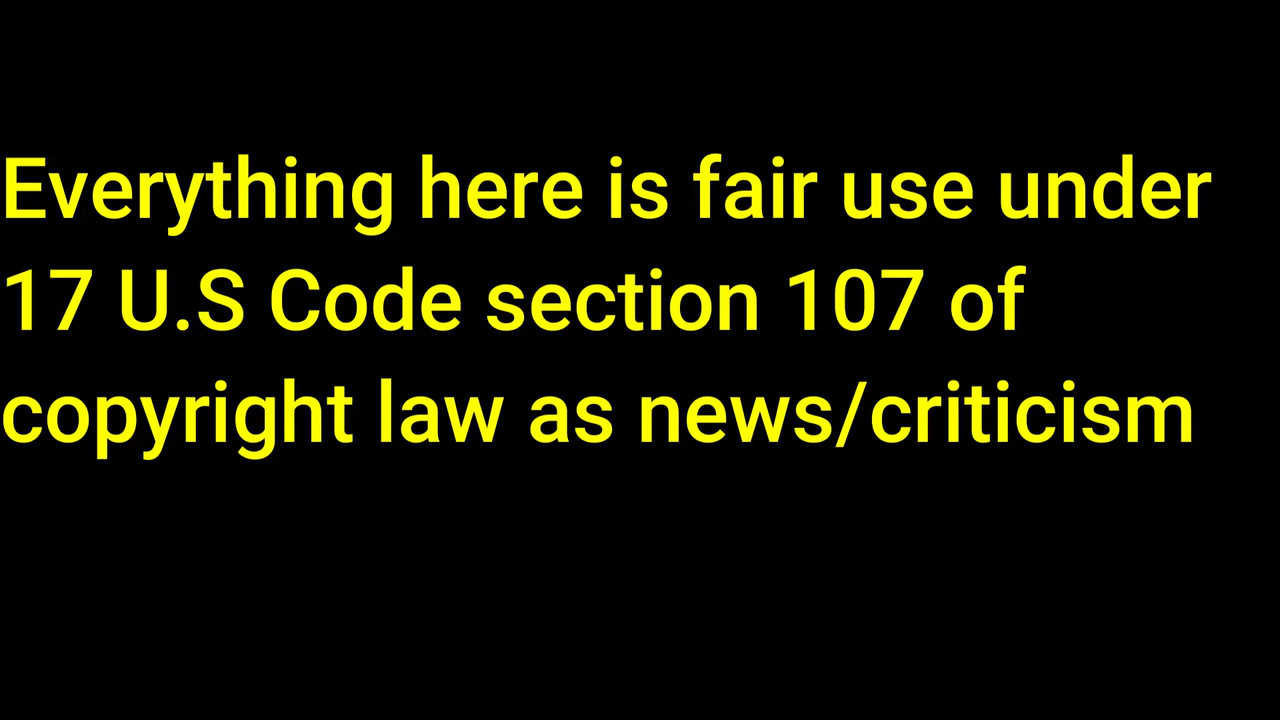 Everything here is fair use under
17 U.S Code section 107 of
copyright law as news/criticism